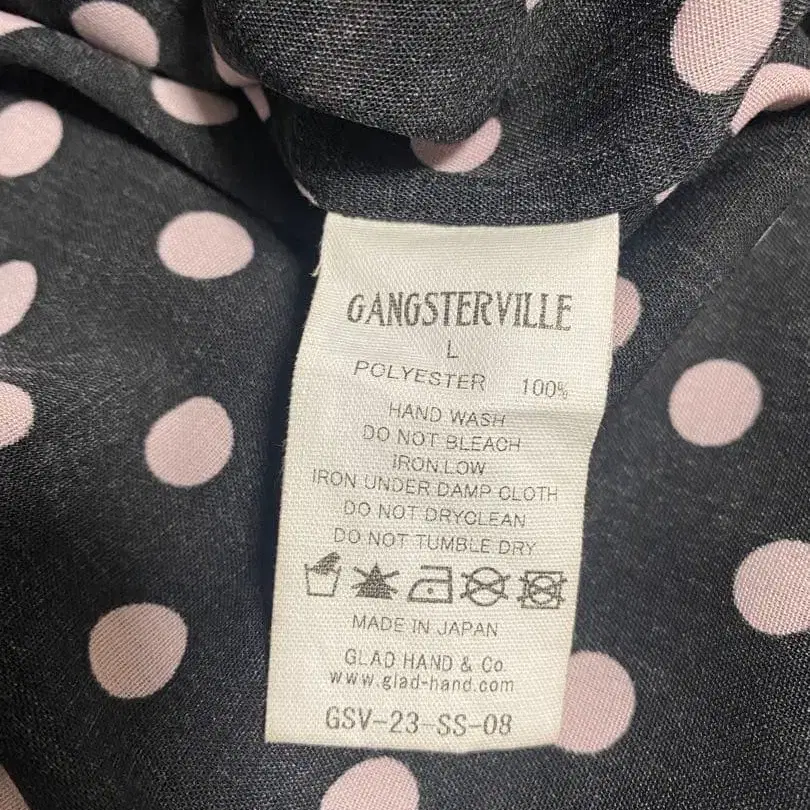 GANGSTERVILLE
L
POLYESTER 100%
HAND WASH
DO NOT BLEACH
IRON LOW
IRON UNDER DAMP CLOTH
DO NOT DRYCLEAN
DO NOT TUMBLE DRY
MADE IN JAPAN
GLAD HAND & Co.
www.glad-hand.com
GSV-23-SS-08